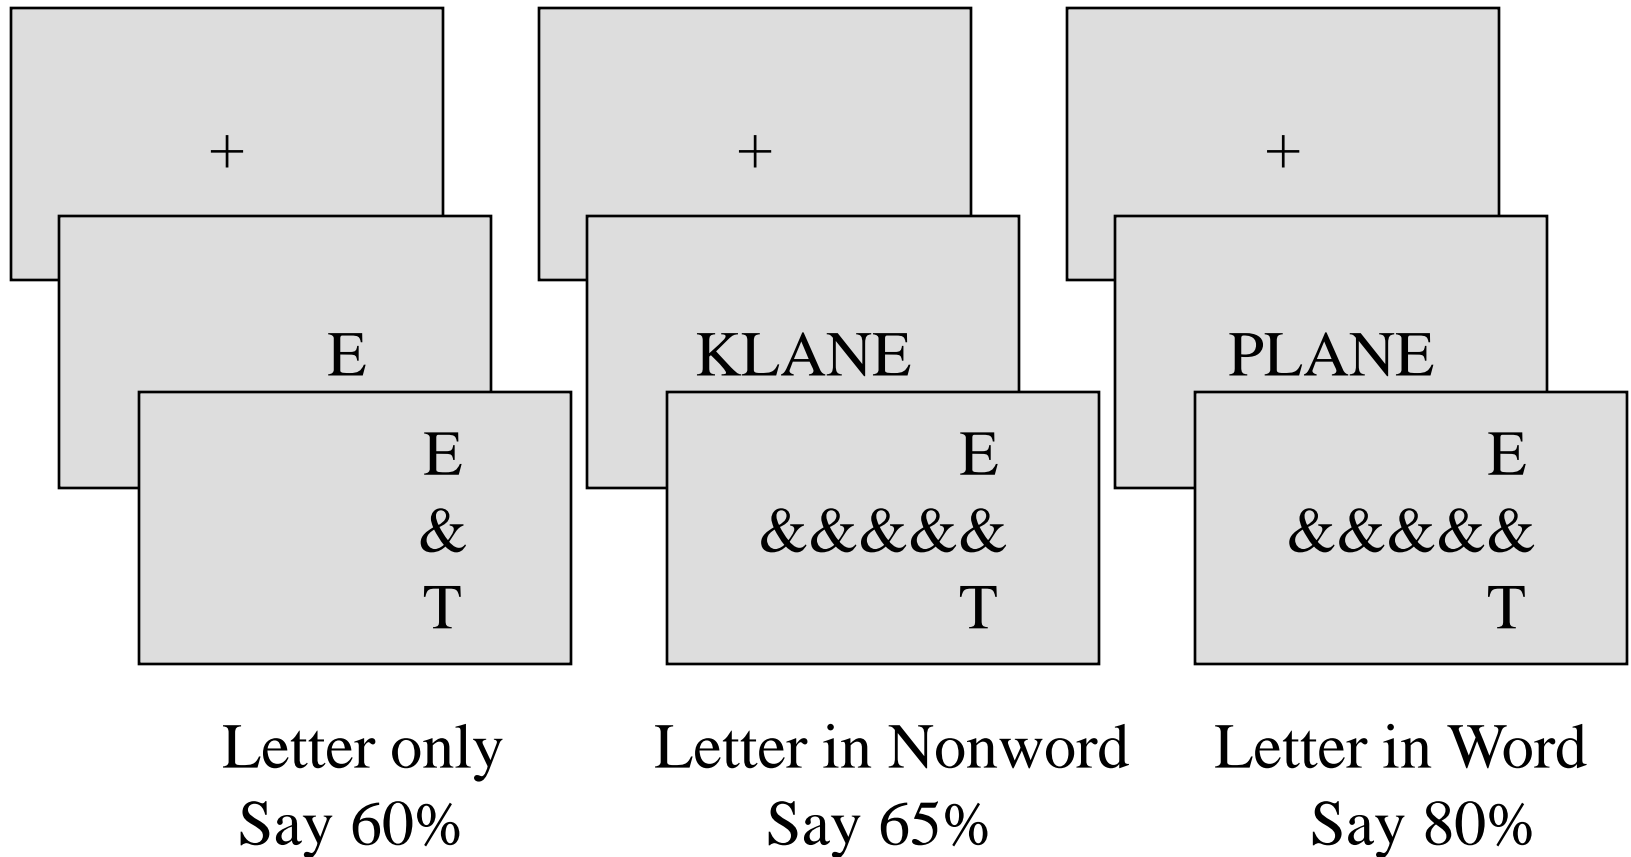 + + +
E KLANE PLANE
E E E
& &&&&& &&&&&
T T T
Letter only Letter in Nonword Letter in Word
Say 60% Say 65% Say 80%